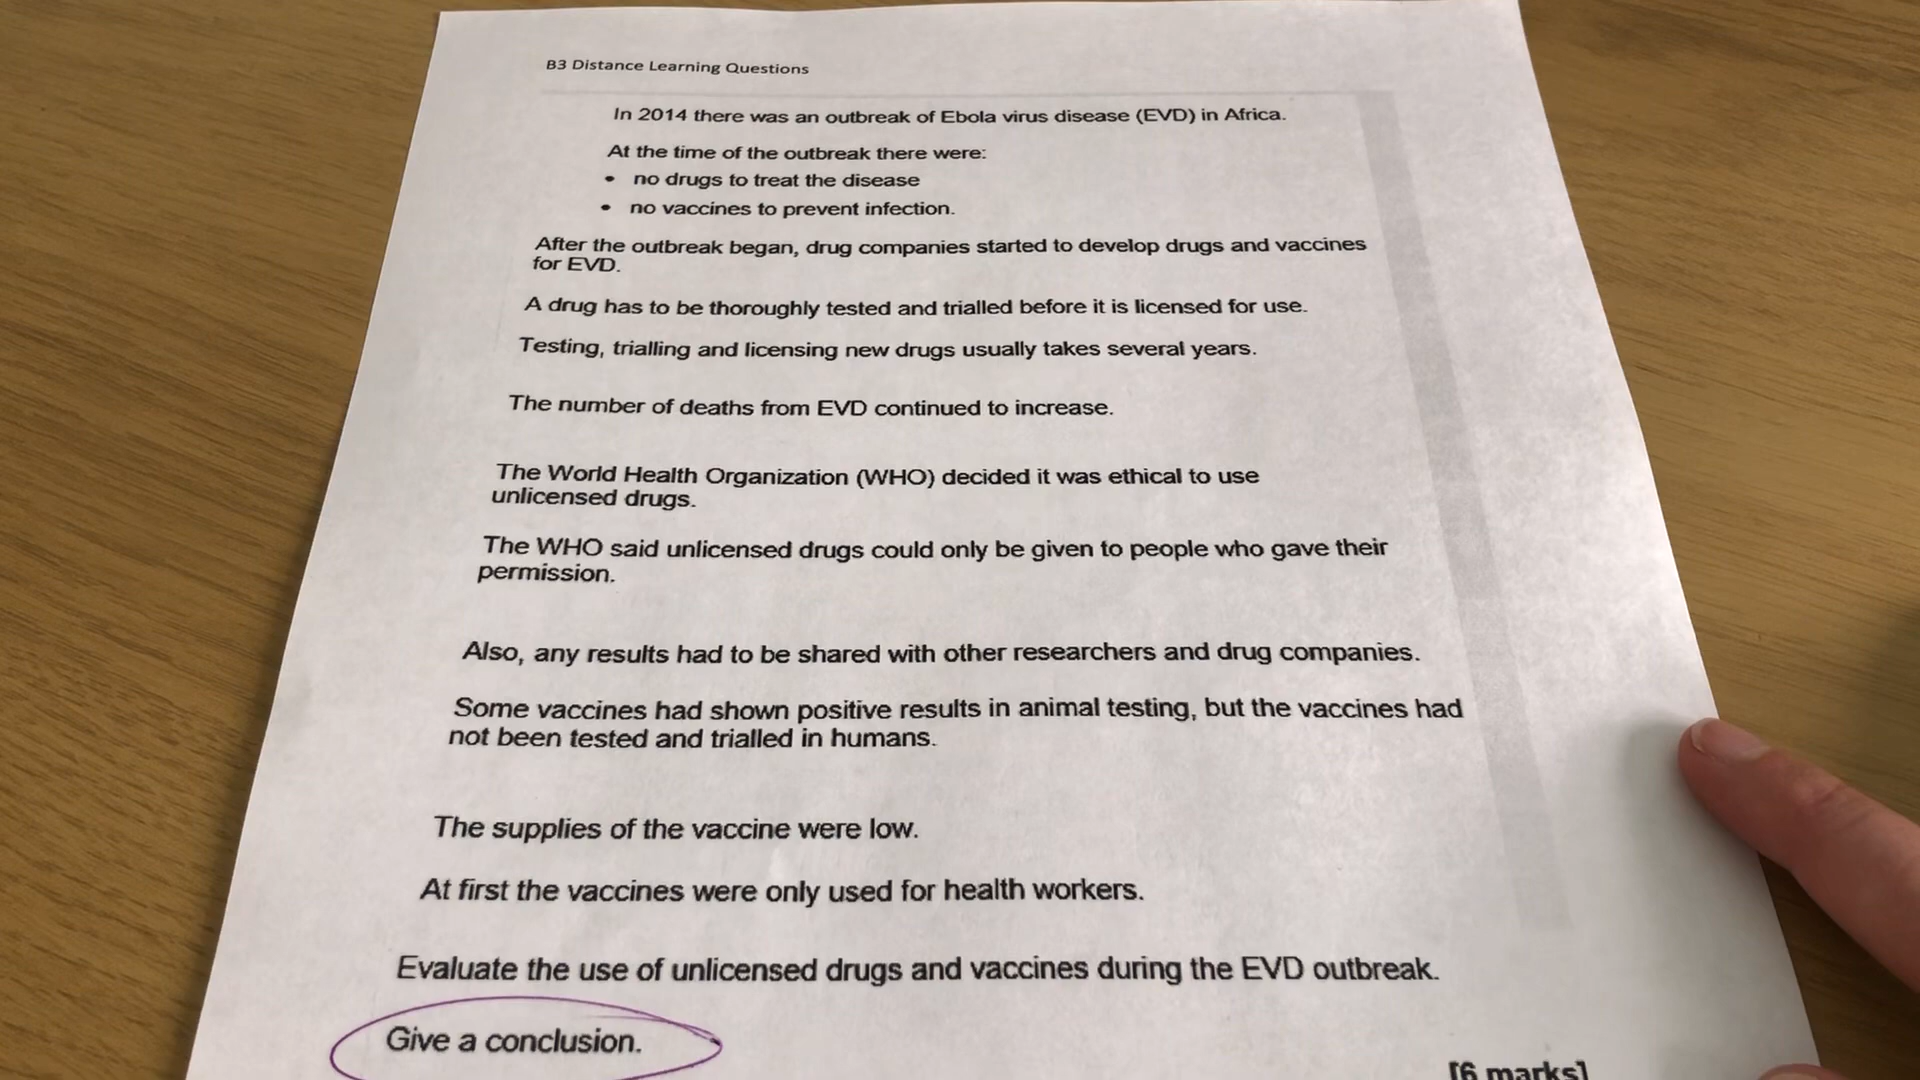 B3 Distance Learning Questions
In 2014 there was an outbreak of Ebola virus disease (EVD) in Africa.
At the time of the outbreak there were:
• no drugs to treat the disease
• no vaccines to prevent infection.
After the outbreak began, drug companies started to develop drugs and vaccines
for EVD.
A drug has to be thoroughly tested and trialled before it is licensed for use.
Testing, trialling and licensing new drugs usually takes several years.
The number of deaths from EVD continued to increase.
The World Health Organization (WHO) decided it was ethical to use
unlicensed drugs.
The WHO said unlicensed drugs could only be given to people who gave their
permission.
Also, any results had to be shared with other researchers and drug companies.
Some vaccines had shown positive results in animal testing, but the vaccines had
not been tested and trialled in humans.
The supplies of the vaccine were low.
At first the vaccines were only used for health workers.
Evaluate the use of unlicensed drugs and vaccines during the EVD outbreak.
Give a conclusion.
[6 marks]